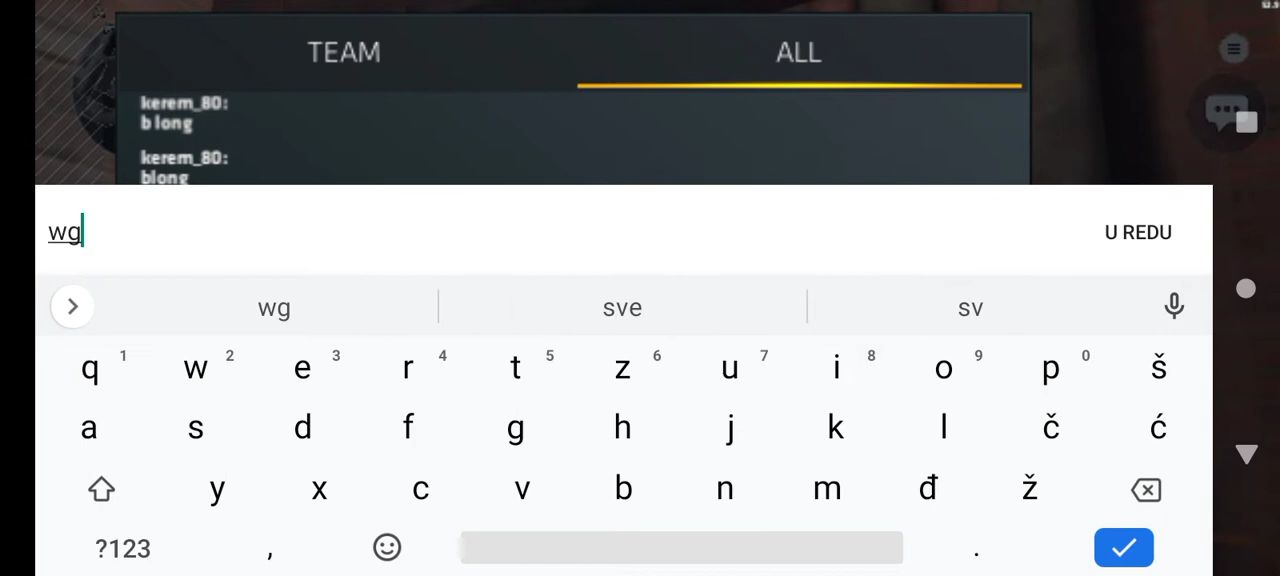 TEAM ALL
kerem_80:
b long
kerem_80:
blong
wg U REDU
wg sve sv
q 1 w 2 e 3 r 4 t 5 z 6 u 7 i 8 o 9 p 0 š
a s d f g h j k l č ć
y x c v b n m đ ž
?123 , .